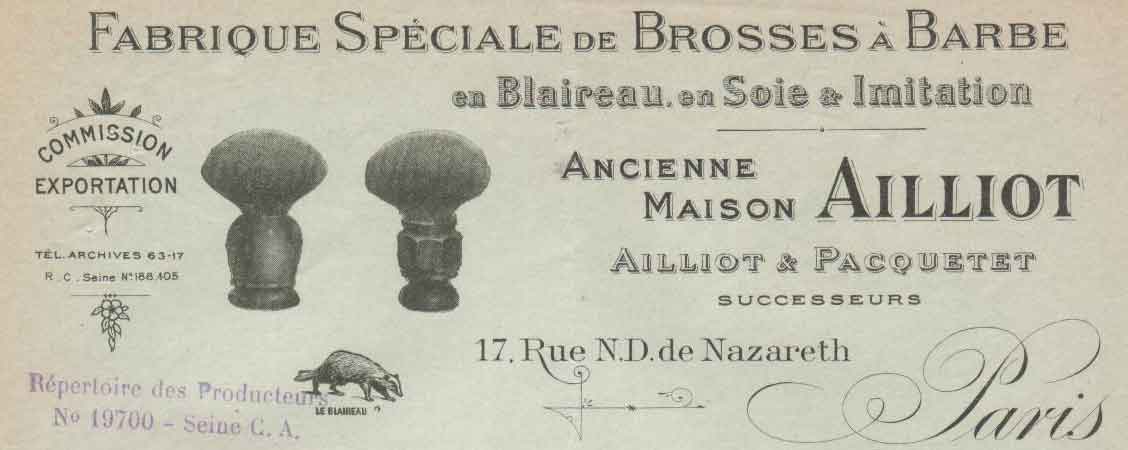 FABRIQUE SPÉCIALE DE BROSSES À BARBE
en Blaireau, en Soie & Imitation
COMMISSION
EXPORTATION
TÉL. ARCHIVES 63-17
R. C. Seine N° 188.405
ANCIENNE
MAISON AILLIOT
AILLIOT & PACQUETET
SUCCESSEURS
17, Rue N.D. de Nazareth
Paris
LE BLAIREAU
Répertoire des Producteurs
No 19700 - Seine C. A.